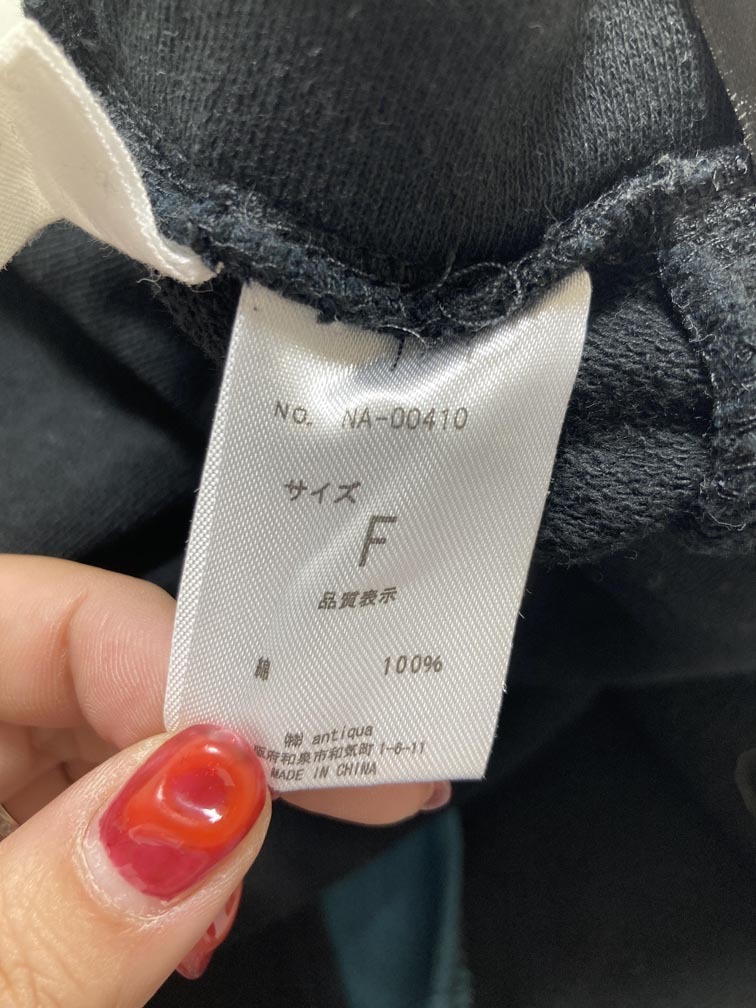 NO. NA-00410
サイズ
F
品質表示
綿 100%
㈱ antiqua
阪府和泉市和気町1-6-11
MADE IN CHINA